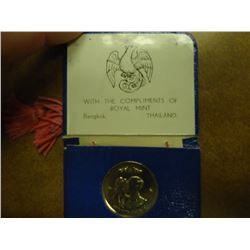 WITH THE COMPLIMENTS OF
ROYAL MINT
Bangkok, THAILAND.